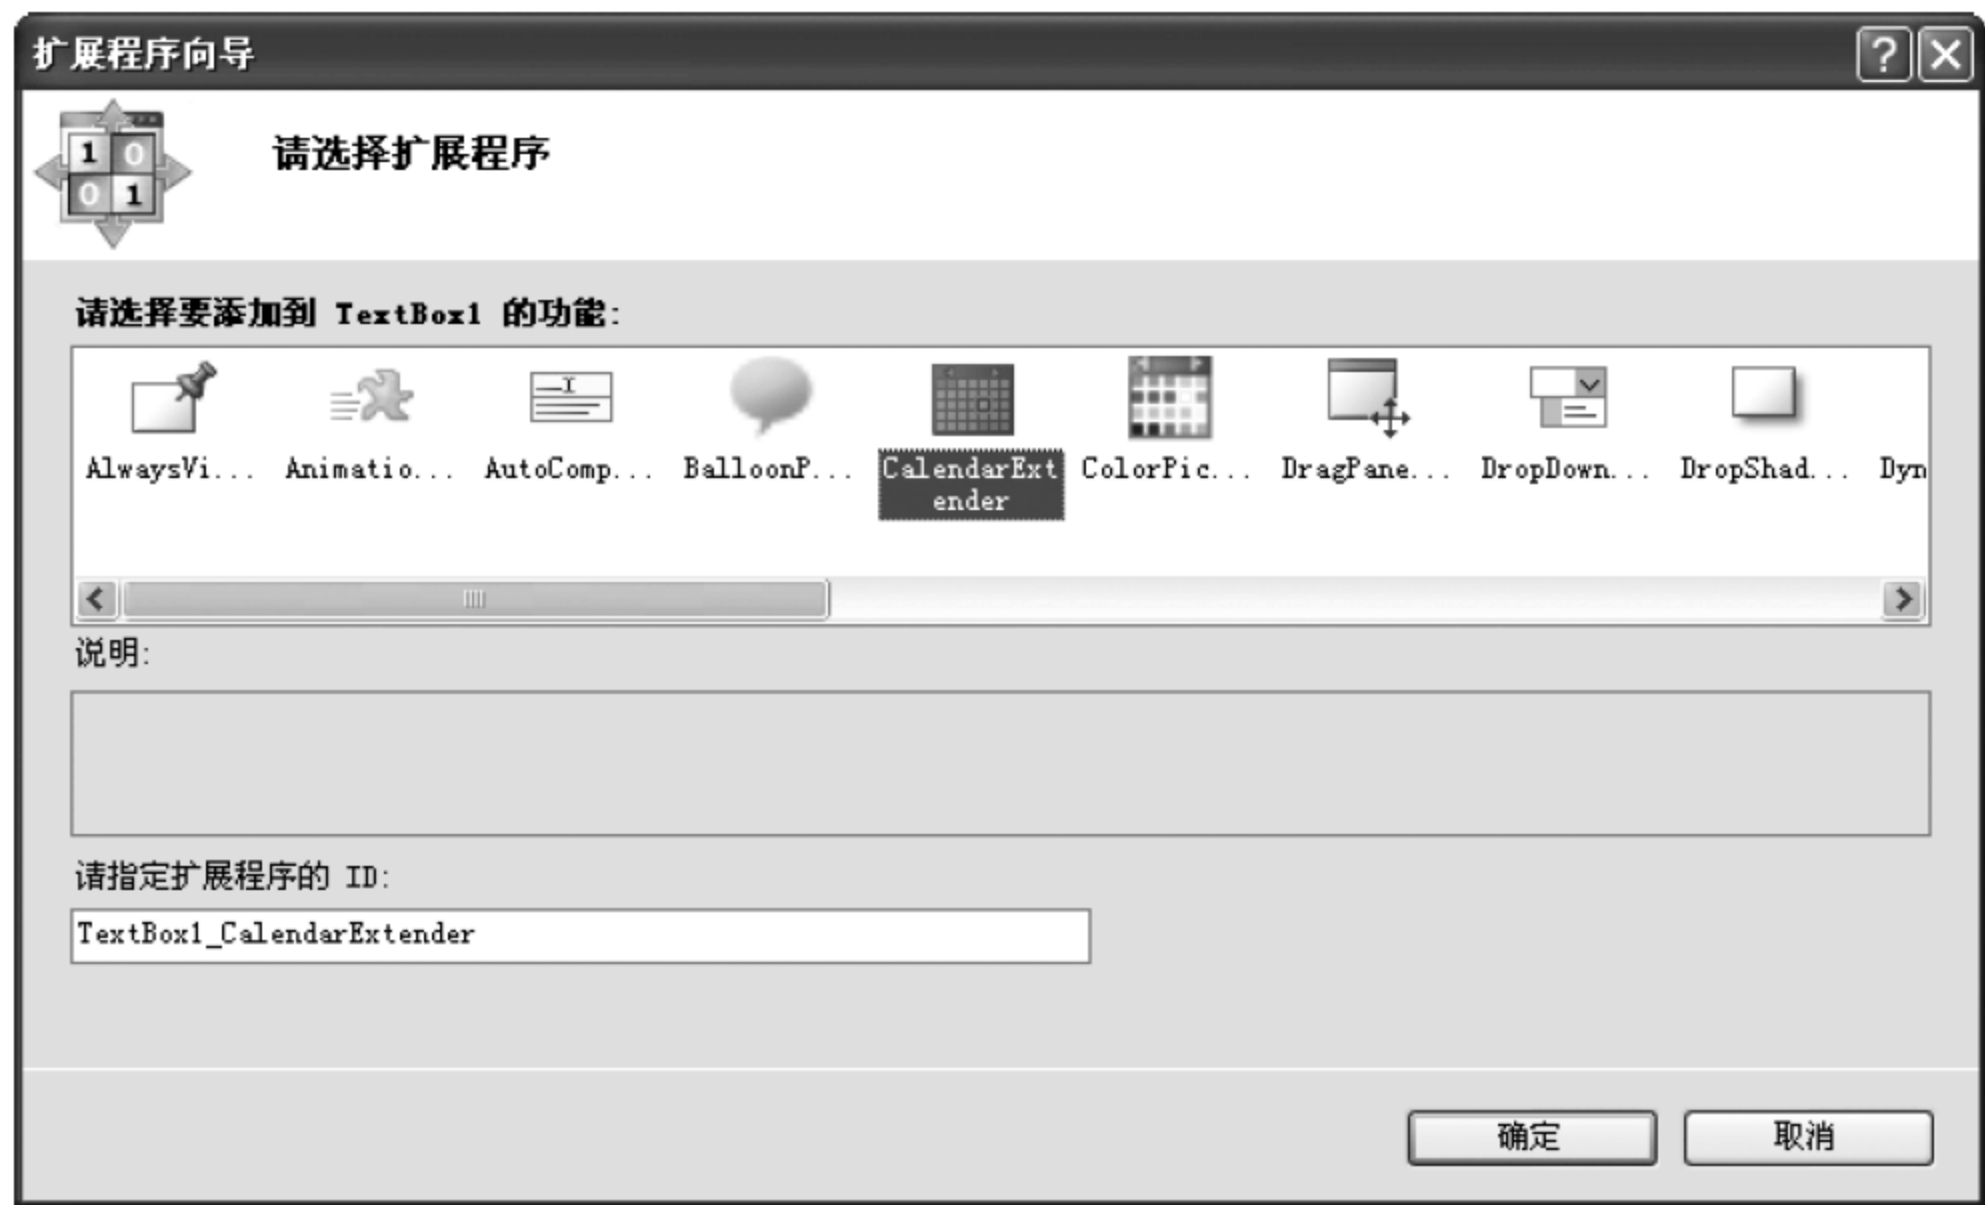 扩展程序向导
1 0
0 1
请选择扩展程序
请选择要添加到 TextBox1 的功能:
AlwaysVi... Animatio... AutoComp... BalloonP... CalendarExt ColorPic... DragPane... DropDown... DropShad... Dyn
ender
说明:
请指定扩展程序的 ID:
TextBox1_CalendarExtender
确定 取消